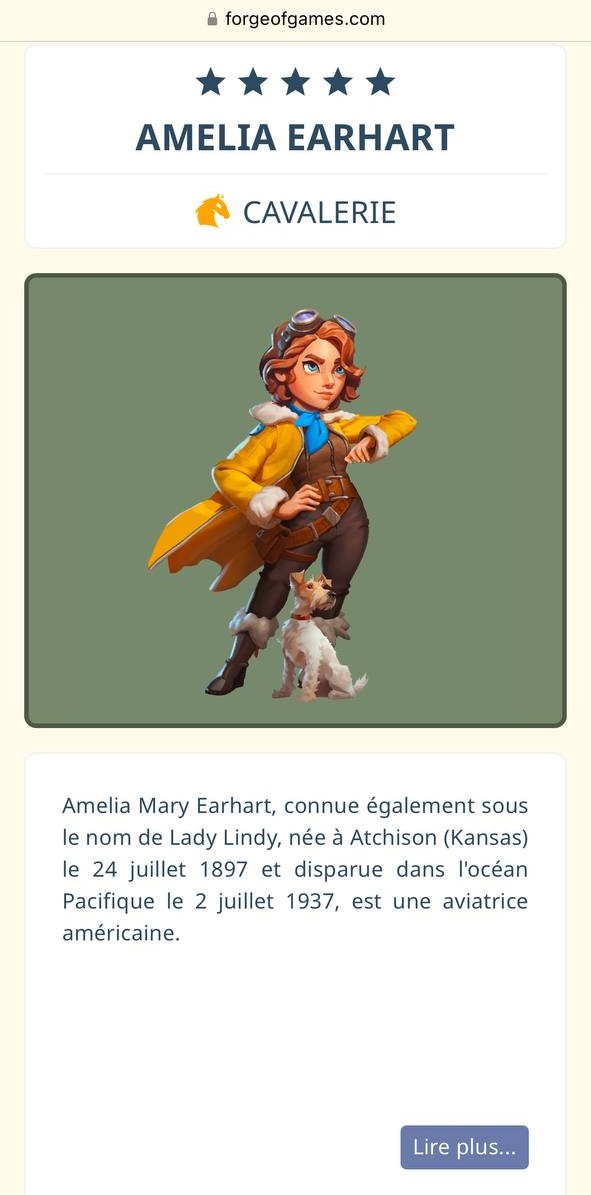 forgeofgames.com
AMELIA EARHART
CAVALERIE
Amelia Mary Earhart, connue également sous
le nom de Lady Lindy, née à Atchison (Kansas)
le 24 juillet 1897 et disparue dans l'océan
Pacifique le 2 juillet 1937, est une aviatrice
américaine.
Lire plus...